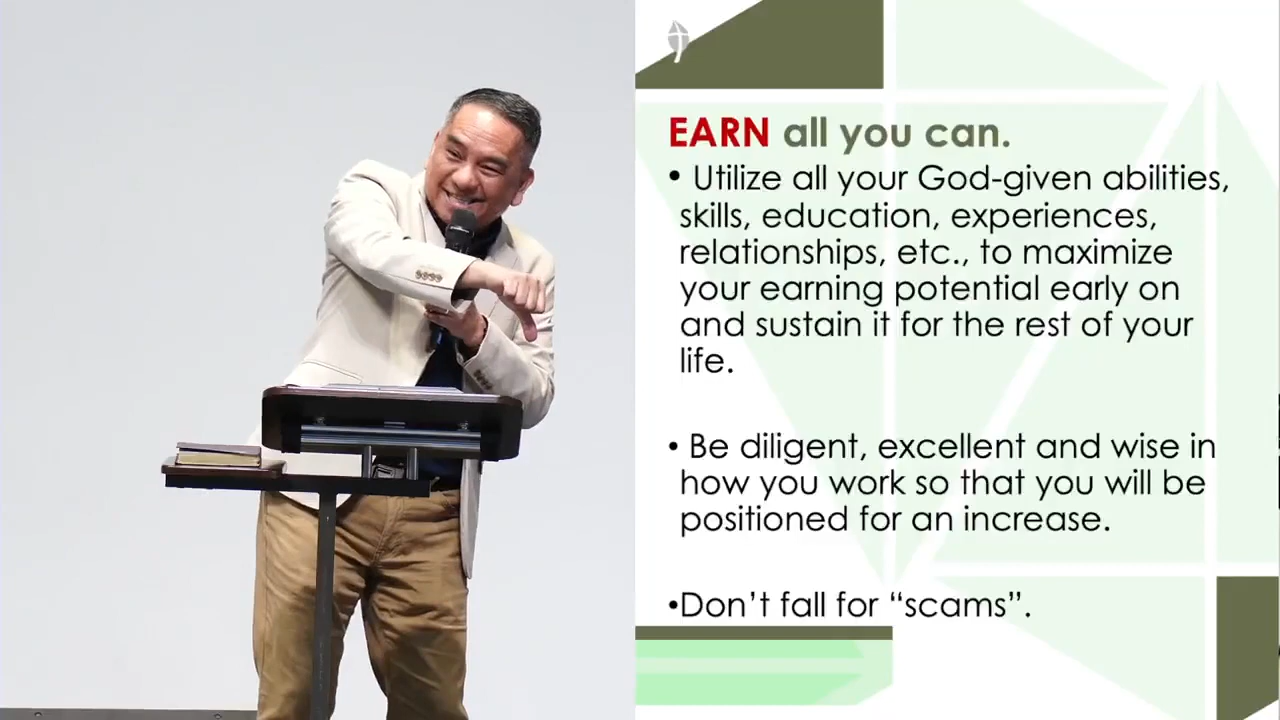 EARN all you can.
• Utilize all your God-given abilities,
skills, education, experiences,
relationships, etc., to maximize
your earning potential early on
and sustain it for the rest of your
life.
• Be diligent, excellent and wise in
how you work so that you will be
positioned for an increase.
•Don’t fall for “scams”.